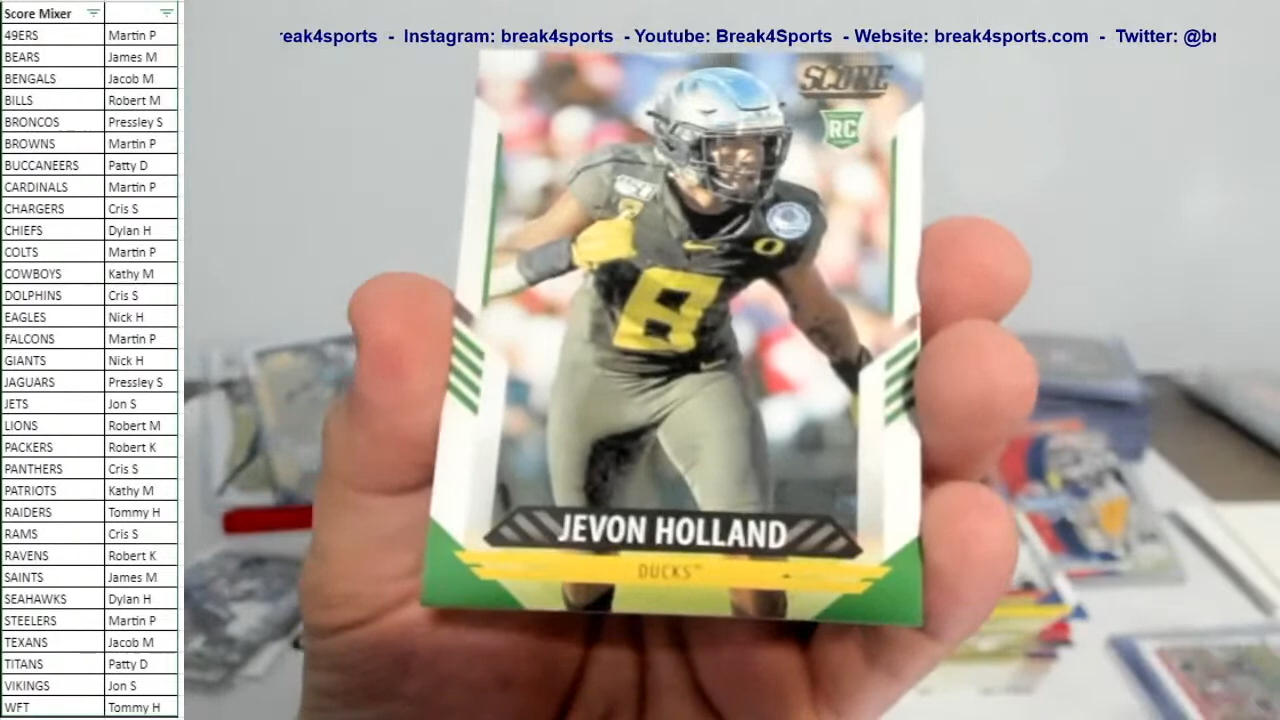 Score Mixer
49ERS Martin P
BEARS James M
BENGALS Jacob M
BILLS Robert M
BRONCOS Pressley S
BROWNS Martin P
BUCCANEERS Patty D
CARDINALS Martin P
CHARGERS Cris S
CHIEFS Dylan H
COLTS Martin P
COWBOYS Kathy M
DOLPHINS Cris S
EAGLES Nick H
FALCONS Martin P
GIANTS Nick H
JAGUARS Pressley S
JETS Jon S
LIONS Robert M
PACKERS Robert K
PANTHERS Cris S
PATRIOTS Kathy M
RAIDERS Tommy H
RAMS Cris S
RAVENS Robert K
SAINTS James M
SEAHAWKS Dylan H
STEELERS Martin P
TEXANS Jacob M
TITANS Patty D
VIKINGS Jon S
WFT Tommy H
reak4sports - Instagram: break4sports - Youtube: Break4Sports - Website: break4sports.com - Twitter: @br
SCORE
RC
O
8
JEVON HOLLAND
DUCKS™